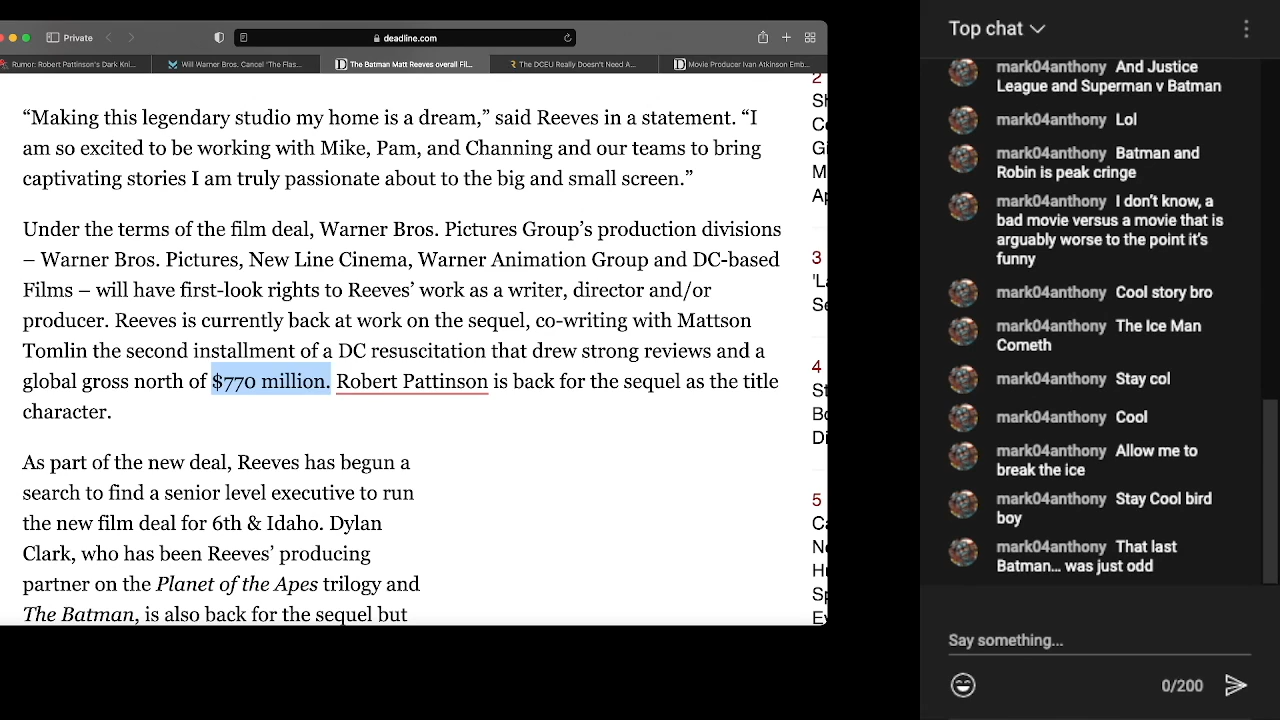 Private
deadline.com
Rumor: Robert Pattinson's Dark Kni...
Will Warner Bros. Cancel "The Flas...
The Batman Matt Reeves overall Fil...
The DCEU Really Doesn't Need A...
Movie Producer Ivan Atkinson Emb...
“Making this legendary studio my home is a dream,” said Reeves in a statement. “I
am so excited to be working with Mike, Pam, and Channing and our teams to bring
captivating stories I am truly passionate about to the big and small screen.”
Under the terms of the film deal, Warner Bros. Pictures Group’s production divisions
– Warner Bros. Pictures, New Line Cinema, Warner Animation Group and DC-based
Films – will have first-look rights to Reeves’ work as a writer, director and/or
producer. Reeves is currently back at work on the sequel, co-writing with Mattson
Tomlin the second installment of a DC resuscitation that drew strong reviews and a
global gross north of $770 million. Robert Pattinson is back for the sequel as the title
character.
As part of the new deal, Reeves has begun a
search to find a senior level executive to run
the new film deal for 6th & Idaho. Dylan
Clark, who has been Reeves’ producing
partner on the Planet of the Apes trilogy and
The Batman, is also back for the sequel but
2
3
4
5
Top chat
mark04anthony And Justice
League and Superman v Batman
mark04anthony Lol
mark04anthony Batman and
Robin is peak cringe
mark04anthony I don’t know, a
bad movie versus a movie that is
arguably worse to the point it’s
funny
mark04anthony Cool story bro
mark04anthony The Ice Man
Cometh
mark04anthony Stay col
mark04anthony Cool
mark04anthony Allow me to
break the ice
mark04anthony Stay Cool bird
boy
mark04anthony That last
Batman... was just odd
Say something...
0/200